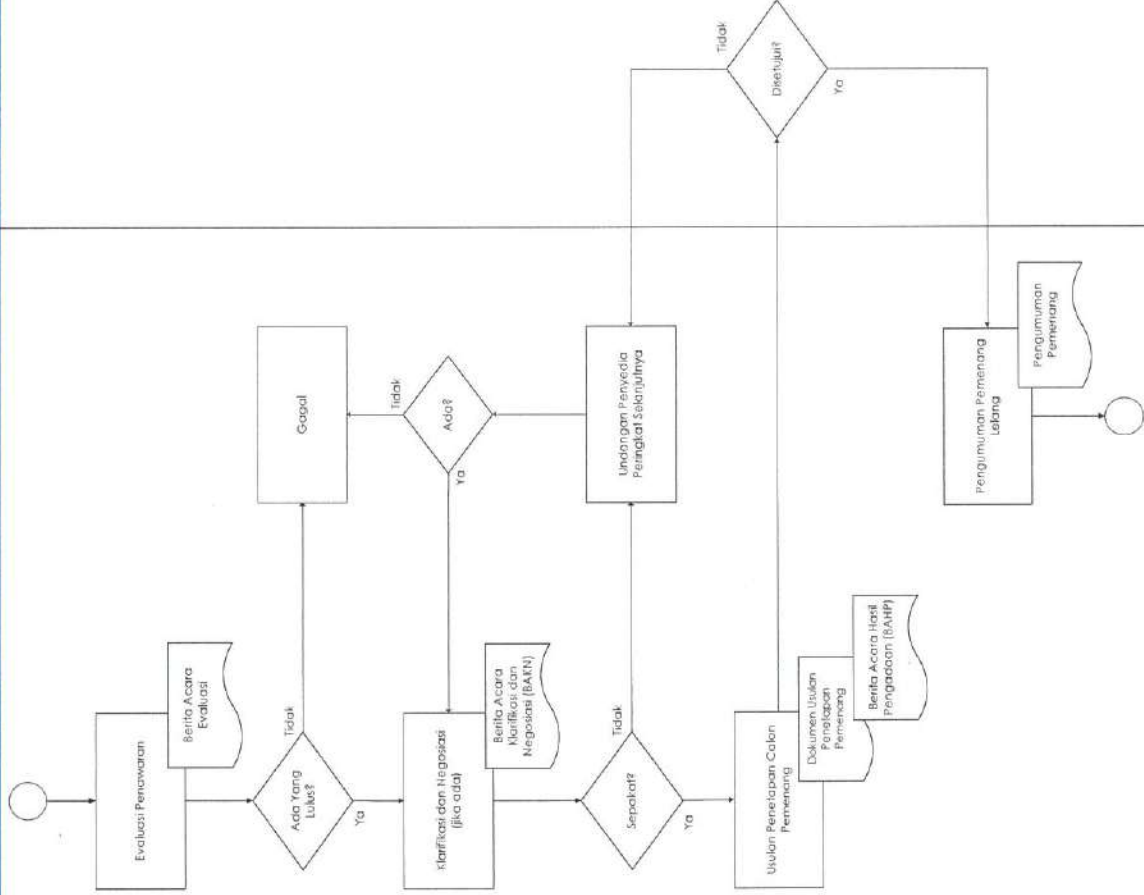 Evaluasi Penawaran
Berita Acara
Evaluasi
Ada Yang
Lulus?
Tidak
Ya
Gagal
Klarifikasi dan Negosiasi
(jika ada)
Berita Acara
Klarifikasi dan
Negosiasi (BAKN)
Ada?
Tidak
Ya
Sepakat?
Tidak
Ya
Undangan Penyedia
Peringkat Selanjutnya
Usulan Penetapan Calon
Pemenang
Dokumen Usulan
Penetapan
Pemenang
Berita Acara Hasil
Pengadaan (BAHP)
Disetujui?
Tidak
Ya
Pengumuman Pemenang
Lelang
Pengumuman
Pemenang